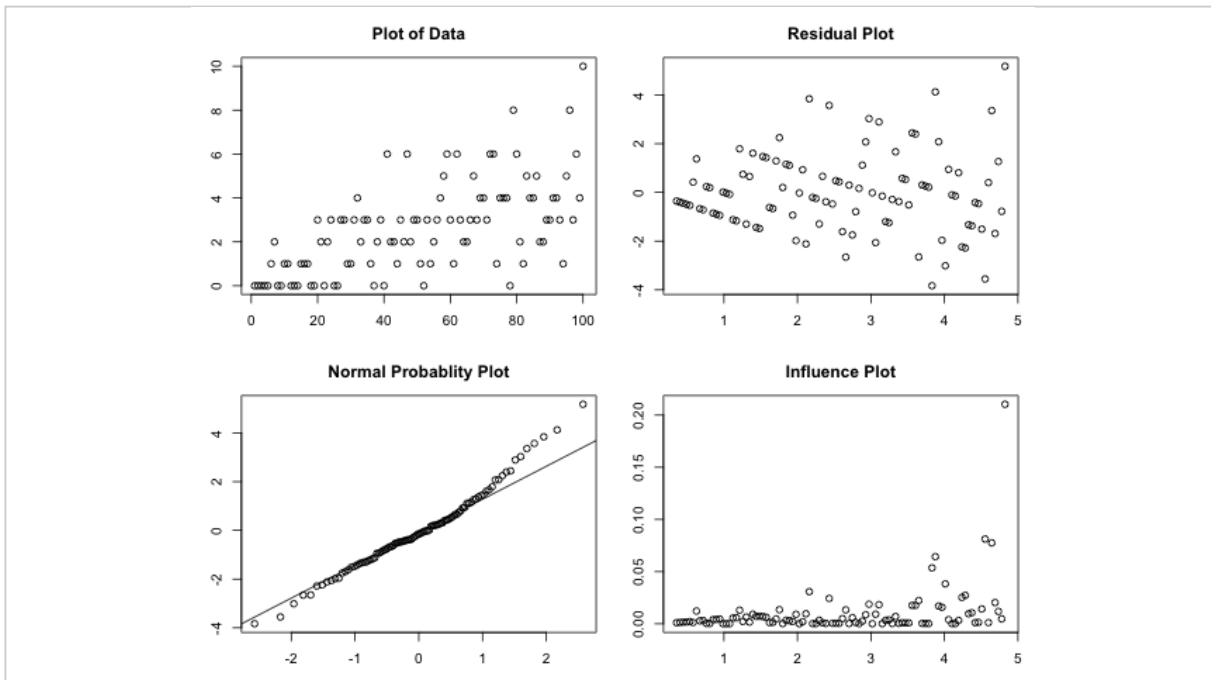 Plot of Data
0 2 4 6 8 10
0 20 40 60 80 100
Residual Plot
-4 -2 0 2 4
1 2 3 4 5
Normal Probablity Plot
-4 -2 0 2 4
-2 -1 0 1 2
Influence Plot
0.00 0.05 0.10 0.15 0.20
1 2 3 4 5